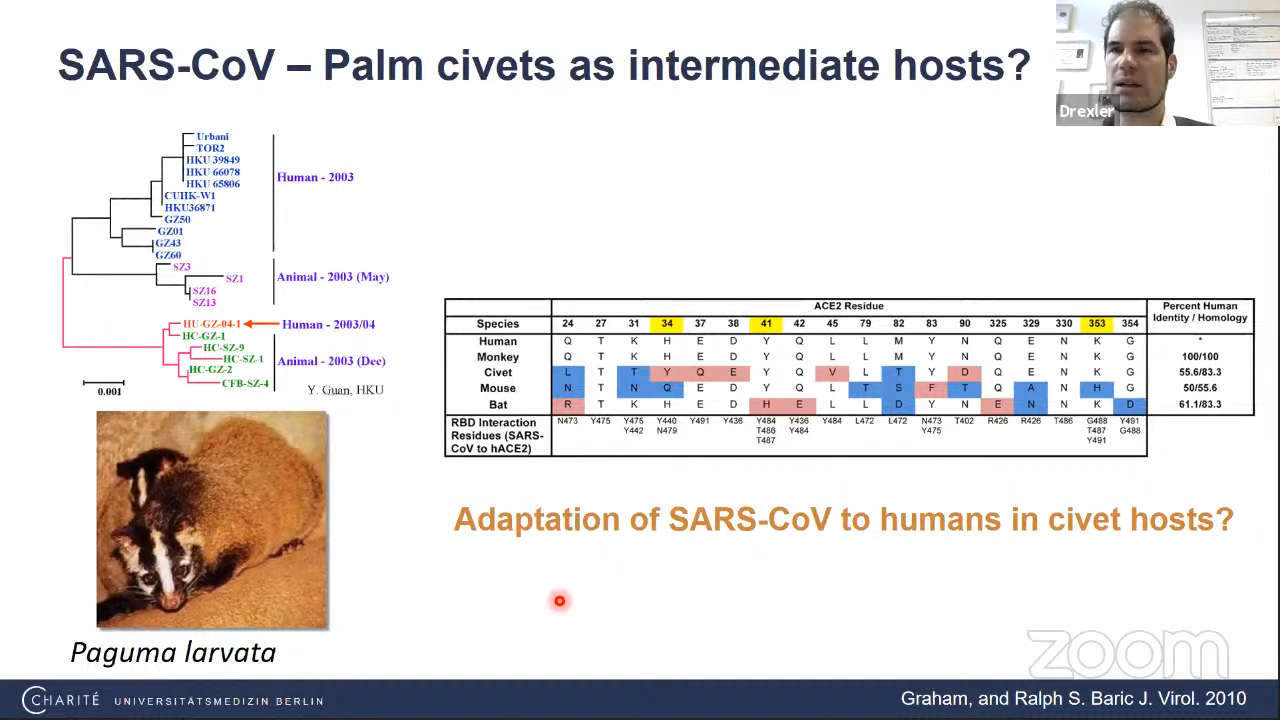 SARS-CoV – Palm civets as intermediate hosts?
Drexler
Urbani
TOR2
HKU 39849
HKU 66078
HKU 65806
CUHK-W1
HKU36871
GZ50
GZ01
GZ43
GZ60
Human - 2003
SZ3
SZ1
SZ16
SZ13
Animal - 2003 (May)
HU-GZ-04-1
Human - 2003/04
HC-GZ-1
HC-SZ-9
HC-SZ-1
HC-GZ-2
CFB-SZ-4
Animal - 2003 (Dec)
0.001
Y. Guan, HKU
Paguma larvata
ACE2 Residue
Percent Human
Identity / Homology
Species 24 27 31 34 37 38 41 42 45 79 82 83 90 325 329 330 353 354
Human Q T K H E D Y Q L L M Y N Q E N K G *
Monkey Q T K H E D Y Q L L M Y N Q E N K G 100/100
Civet L T T Y Q E Y Q V L T Y D Q E N K G 55.6/83.3
Mouse N T N Q E D Y Q L T S F T Q A N H G 50/55.6
Bat R T K H E D H E L L D Y N E N N K D 61.1/83.3
RBD Interaction N473 Y475 Y475 Y440 Y491 Y436 Y484 Y436 Y484 L472 L472 N473 T402 R426 R426 T486 G488 Y491
Residues (SARS- Y442 N479 T486 Y484 Y475 T487 G488
CoV to hACE2) T487 Y491
Adaptation of SARS-CoV to humans in civet hosts?
zoom
CHARITÉ UNIVERSITÄTSMEDIZIN BERLIN
Graham, and Ralph S. Baric J. Virol. 2010